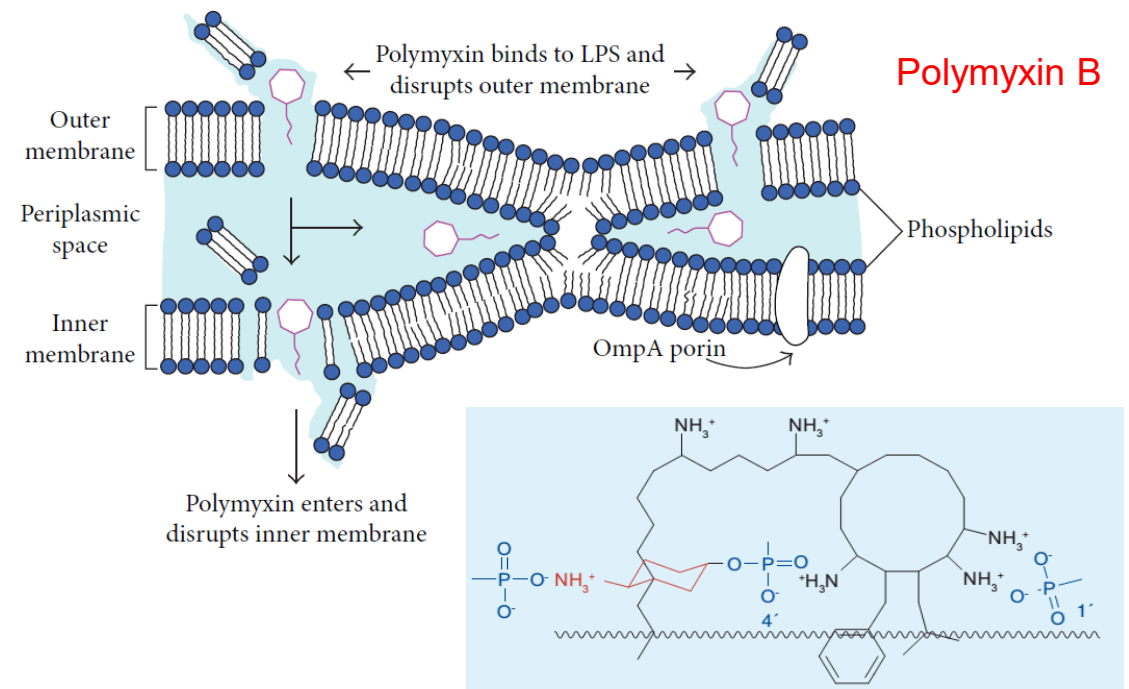 Polymyxin binds to LPS and
disrupts outer membrane
Polymyxin B
Outer
membrane
Periplasmic
space
Phospholipids
Inner
membrane
OmpA porin
Polymyxin enters and
disrupts inner membrane
NH₃⁺
NH₃⁺
NH₃⁺
O
P
O⁻
O⁻
NH₃⁺
O
P
O
O⁻
4´
⁺H₃N
NH₃⁺
O⁻
O⁻
P
O
1´